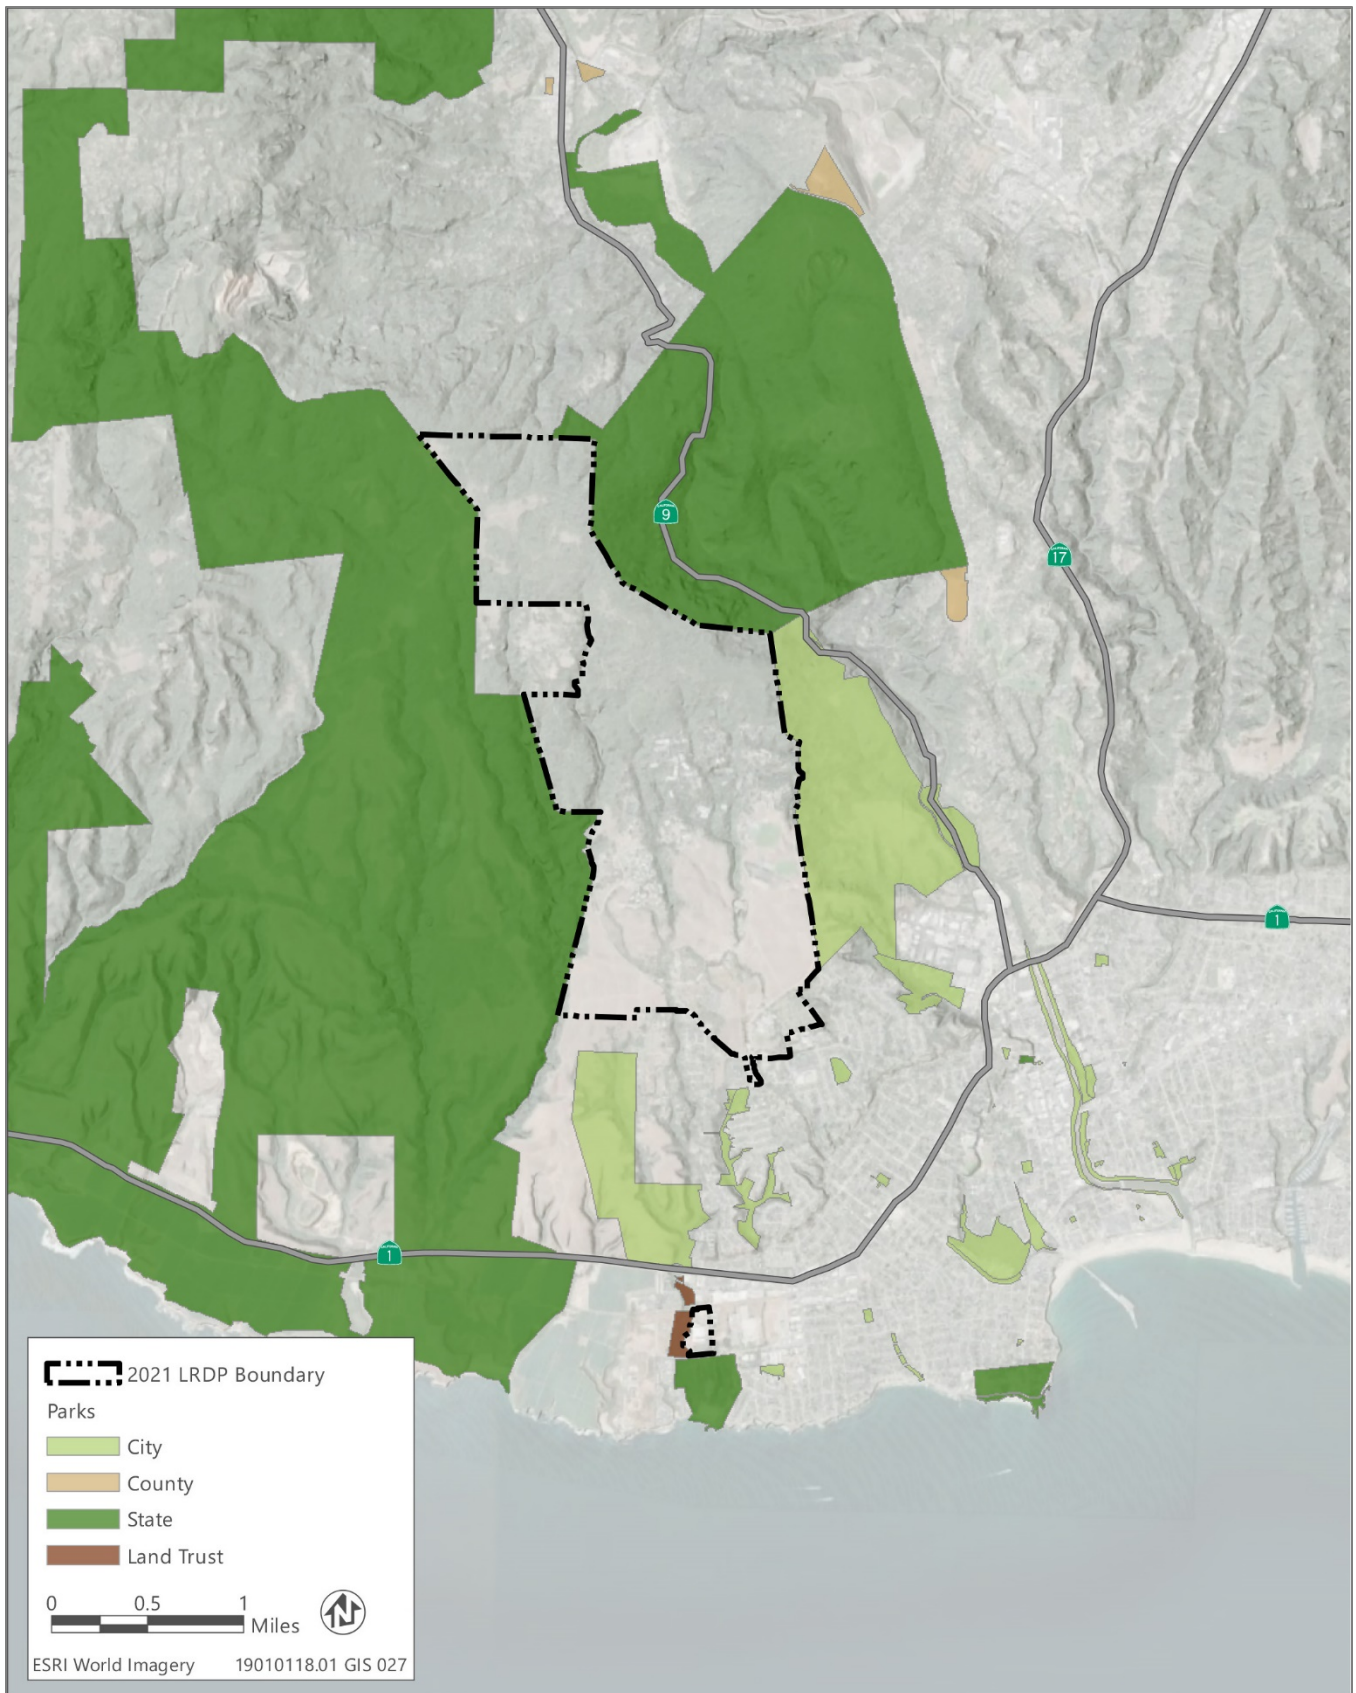 9
17
1
1
2021 LRDP Boundary
Parks
City
County
State
Land Trust
0 0.5 1
Miles
N
ESRI World Imagery 19010118.01 GIS 027